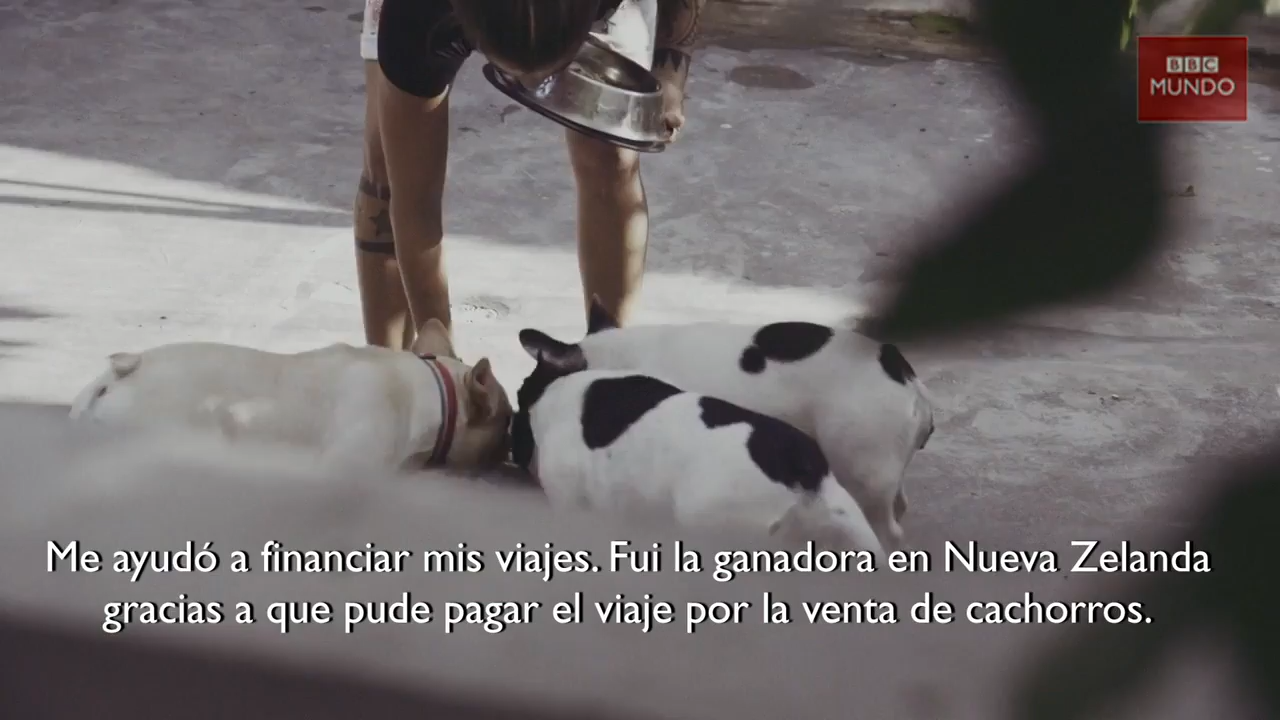 BBC
MUNDO
Me ayudó a financiar mis viajes. Fui la ganadora en Nueva Zelanda
gracias a que pude pagar el viaje por la venta de cachorros.